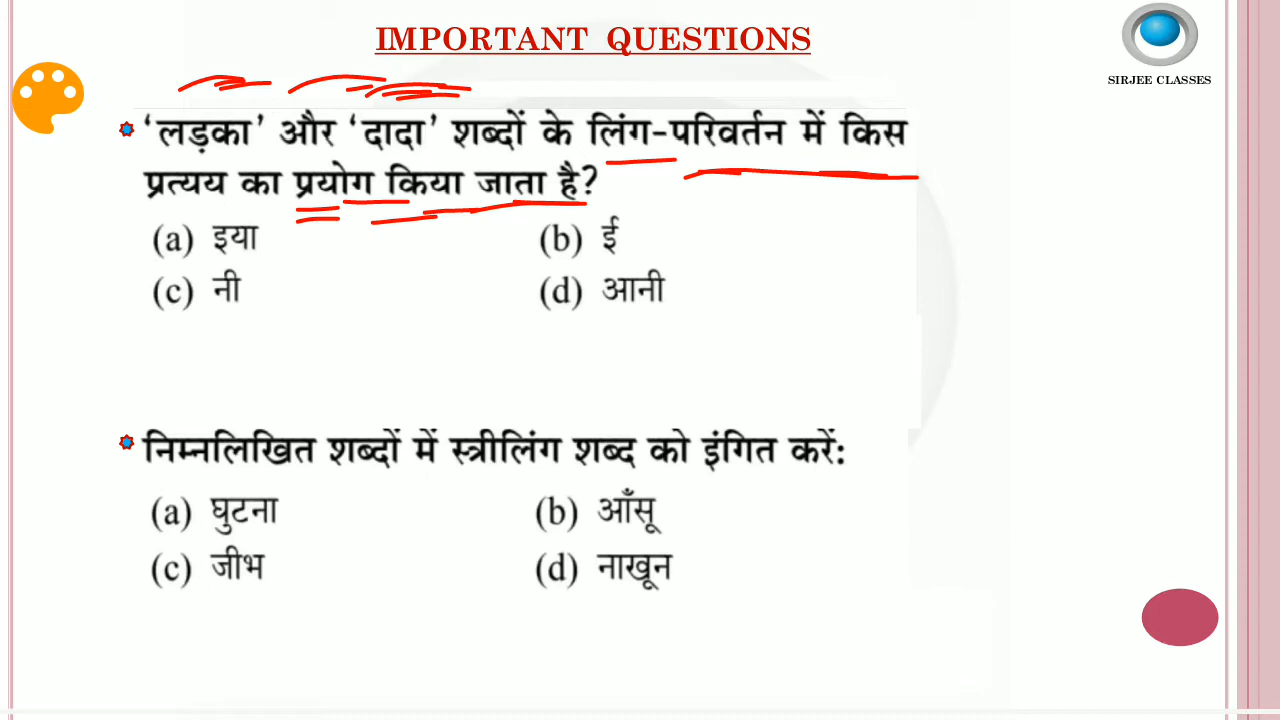 IMPORTANT QUESTIONS
SIRJEE CLASSES
‘लड़का’ और ‘दादा’ शब्दों के लिंग-परिवर्तन में किस
प्रत्यय का प्रयोग किया जाता है?
(a) इया (b) ई
(c) नी (d) आनी
निम्नलिखित शब्दों में स्त्रीलिंग शब्द को इंगित करें:
(a) घुटना (b) आँसू
(c) जीभ (d) नाखून